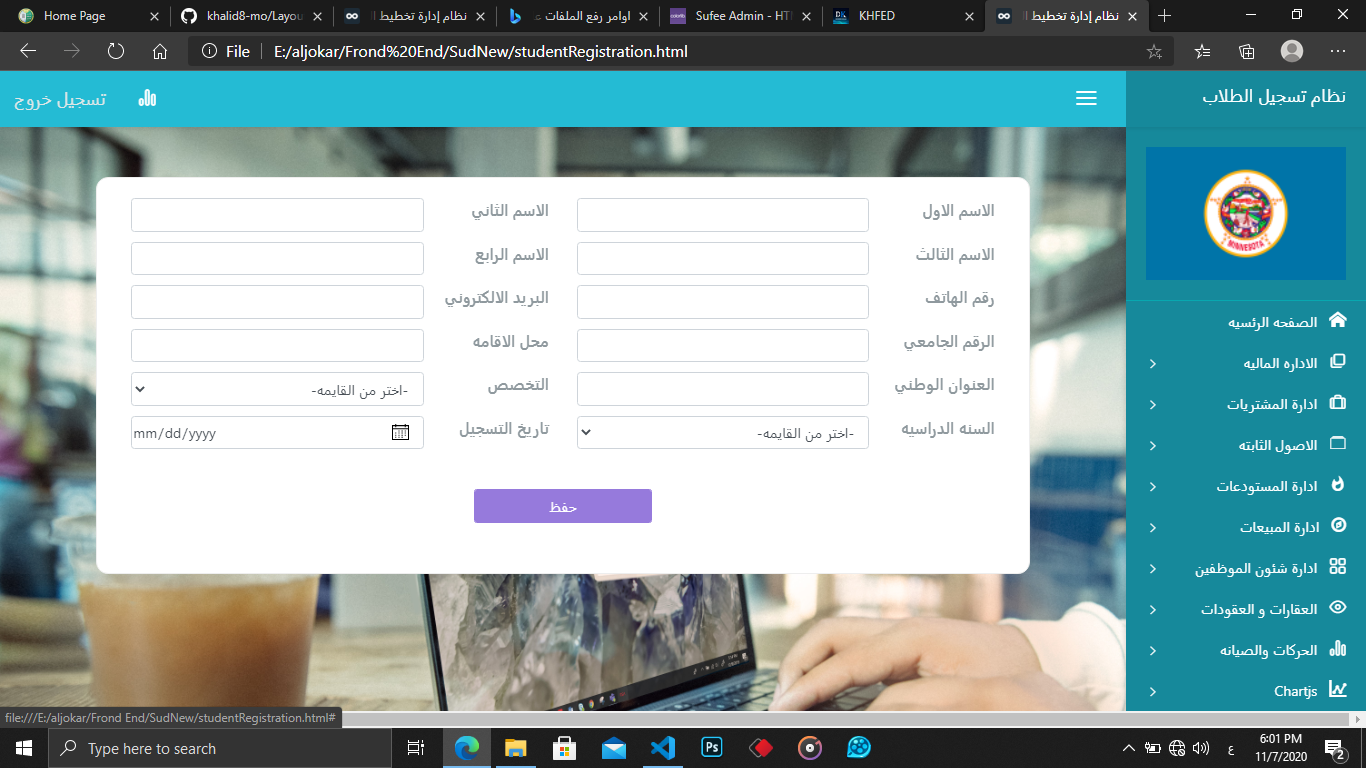 Home Page
khalid8-mo/Layou
نظام إدارة تخطيط ا
اوامر رفع الملفات
Sufee Admin - HT
KHFED
نظام إدارة تخطيط ا
File
E:/aljokar/Frond%20End/SudNew/studentRegistration.html
نظام تسجيل الطلاب
تسجيل خروج
MINNESOTA
الصفحه الرئسيه
الاداره الماليه
ادارة المشتريات
الاصول الثابته
ادارة المستودعات
ادارة المبيعات
ادارة شئون الموظفين
العقارات و العقودات
الحركات والصيانه
Chartjs
الاسم الاول
الاسم الثاني
الاسم الثالث
الاسم الرابع
رقم الهاتف
البريد الالكتروني
الرقم الجامعي
محل الاقامه
العنوان الوطني
التخصص
-اختر من القايمه-
السنه الدراسيه
-اختر من القايمه-
تاريخ التسجيل
mm/dd/yyyy
حفظ
file:///E:/aljokar/Frond End/SudNew/studentRegistration.html#
Type here to search
Ps
ع
6:01 PM
11/7/2020
2